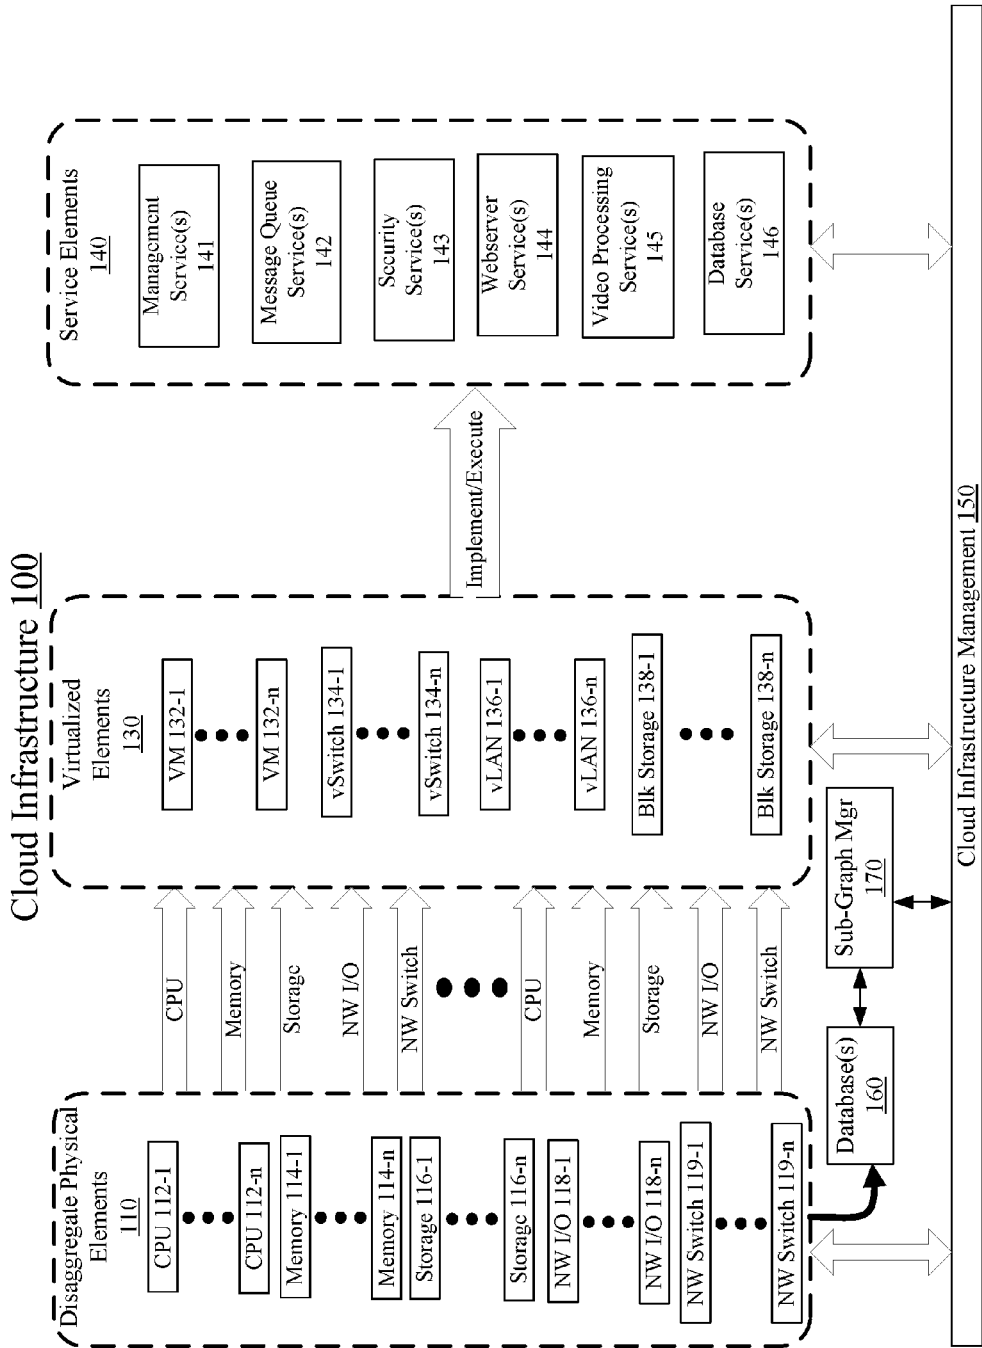 Cloud Infrastructure 100
Disaggregate Physical
Elements
110
CPU 112-1
CPU 112-n
Memory 114-1
Memory 114-n
Storage 116-1
Storage 116-n
NW I/O 118-1
NW I/O 118-n
NW Switch 119-1
NW Switch 119-n
CPU
Memory
Storage
NW I/O
NW Switch
CPU
Memory
Storage
NW I/O
NW Switch
Virtualized
Elements
130
VM 132-1
VM 132-n
vSwitch 134-1
vSwitch 134-n
vLAN 136-1
vLAN 136-n
Blk Storage 138-1
Blk Storage 138-n
Implement/Execute
Service Elements
140
Management
Service(s)
141
Message Queue
Service(s)
142
Security
Service(s)
143
Webserver
Service(s)
144
Video Processing
Service(s)
145
Database
Service(s)
146
Database(s)
160
Sub-Graph Mgr
170
Cloud Infrastructure Management 150